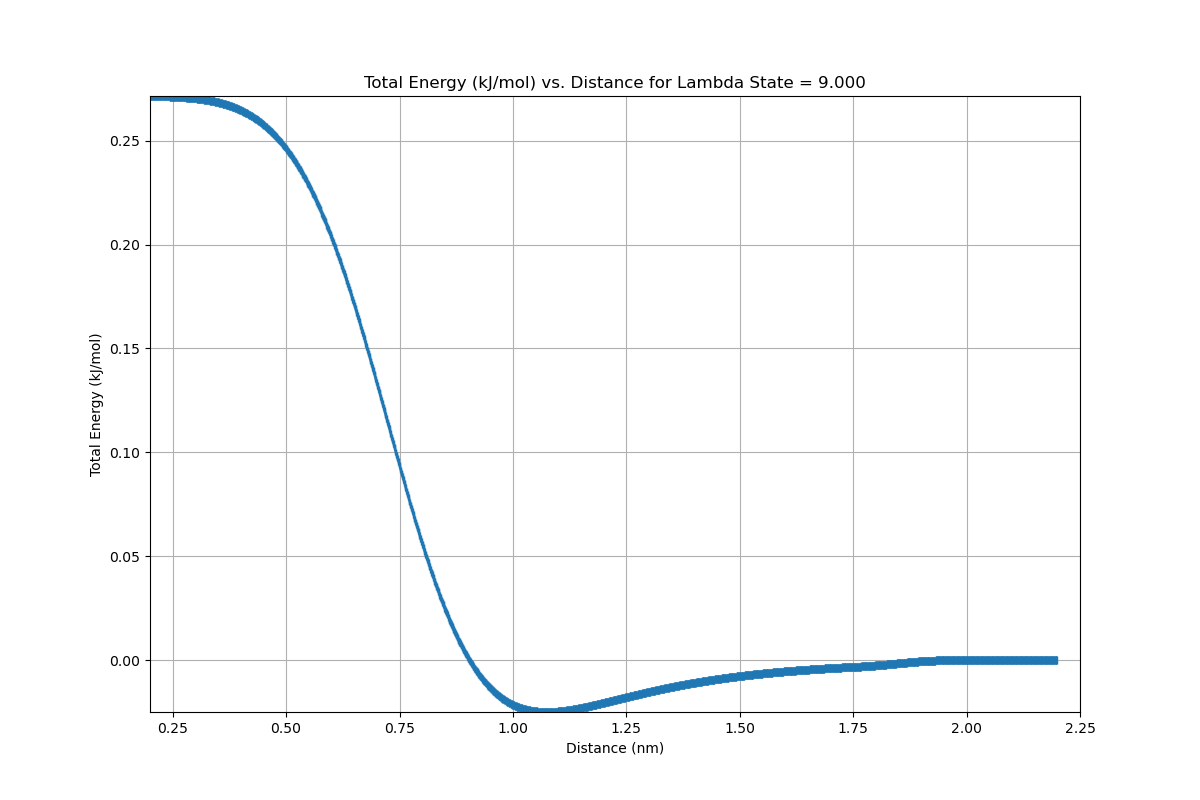 Total Energy (kJ/mol) vs. Distance for Lambda State = 9.000
Total Energy (kJ/mol)
0.25
0.20
0.15
0.10
0.05
0.00
0.25 0.50 0.75 1.00 1.25 1.50 1.75 2.00 2.25
Distance (nm)